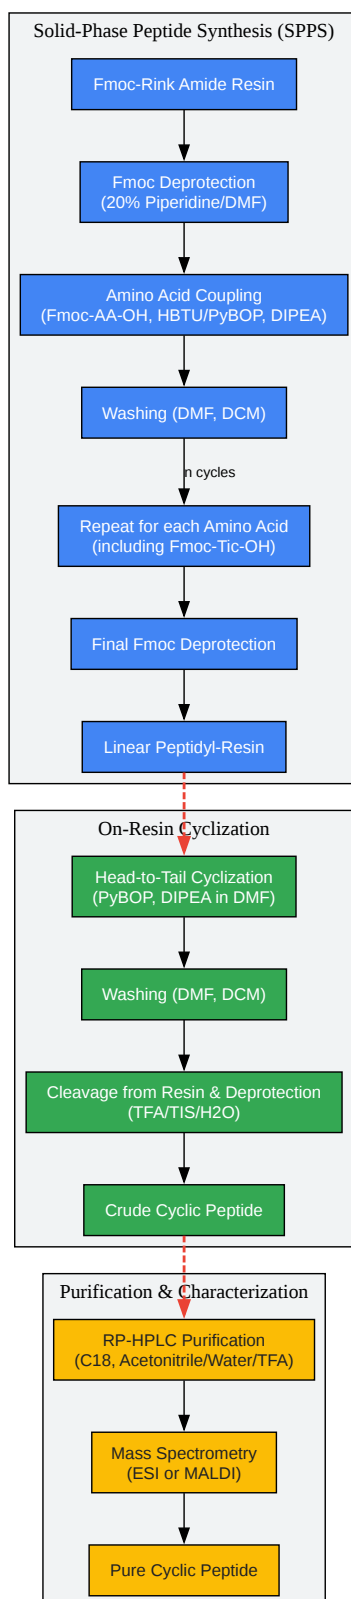 Solid-Phase Peptide Synthesis (SPPS)
Fmoc-Rink Amide Resin
Fmoc Deprotection
(20% Piperidine/DMF)
Amino Acid Coupling
(Fmoc-AA-OH, HBTU/PyBOP, DIPEA)
Washing (DMF, DCM)
n cycles
Repeat for each Amino Acid
(including Fmoc-Tic-OH)
Final Fmoc Deprotection
Linear Peptidyl-Resin
On-Resin Cyclization
Head-to-Tail Cyclization
(PyBOP, DIPEA in DMF)
Washing (DMF, DCM)
Cleavage from Resin & Deprotection
(TFA/TIS/H2O)
Crude Cyclic Peptide
Purification & Characterization
RP-HPLC Purification
(C18, Acetonitrile/Water/TFA)
Mass Spectrometry
(ESI or MALDI)
Pure Cyclic Peptide